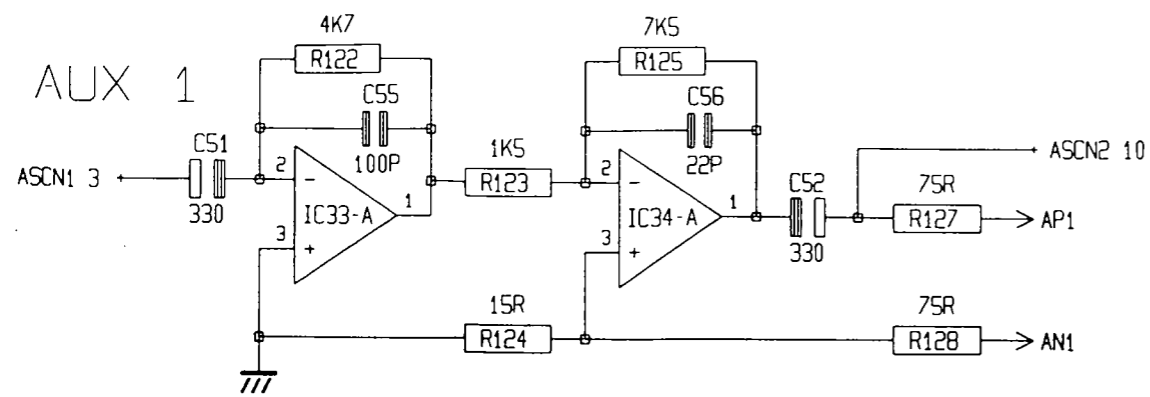 AUX 1
4K7
R122
C55
100P
C51
330
ASCN1 3
2
-
IC33-A
1
3
+
1K5
R123
7K5
R125
C56
22P
2
-
IC34-A
1
3
+
C52
330
ASCN2 10
75R
R127
AP1
15R
R124
75R
R128
AN1